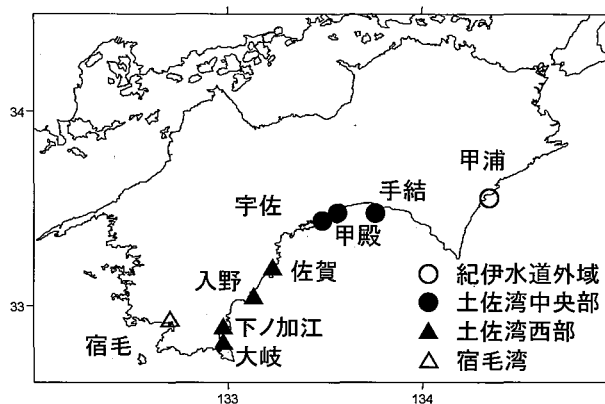 34
33
133
134
甲浦
手結
宇佐
甲殿
佐賀
入野
下ノ加江
大岐
宿毛
○ 紀伊水道外域
● 土佐湾中央部
▲ 土佐湾西部
△ 宿毛湾